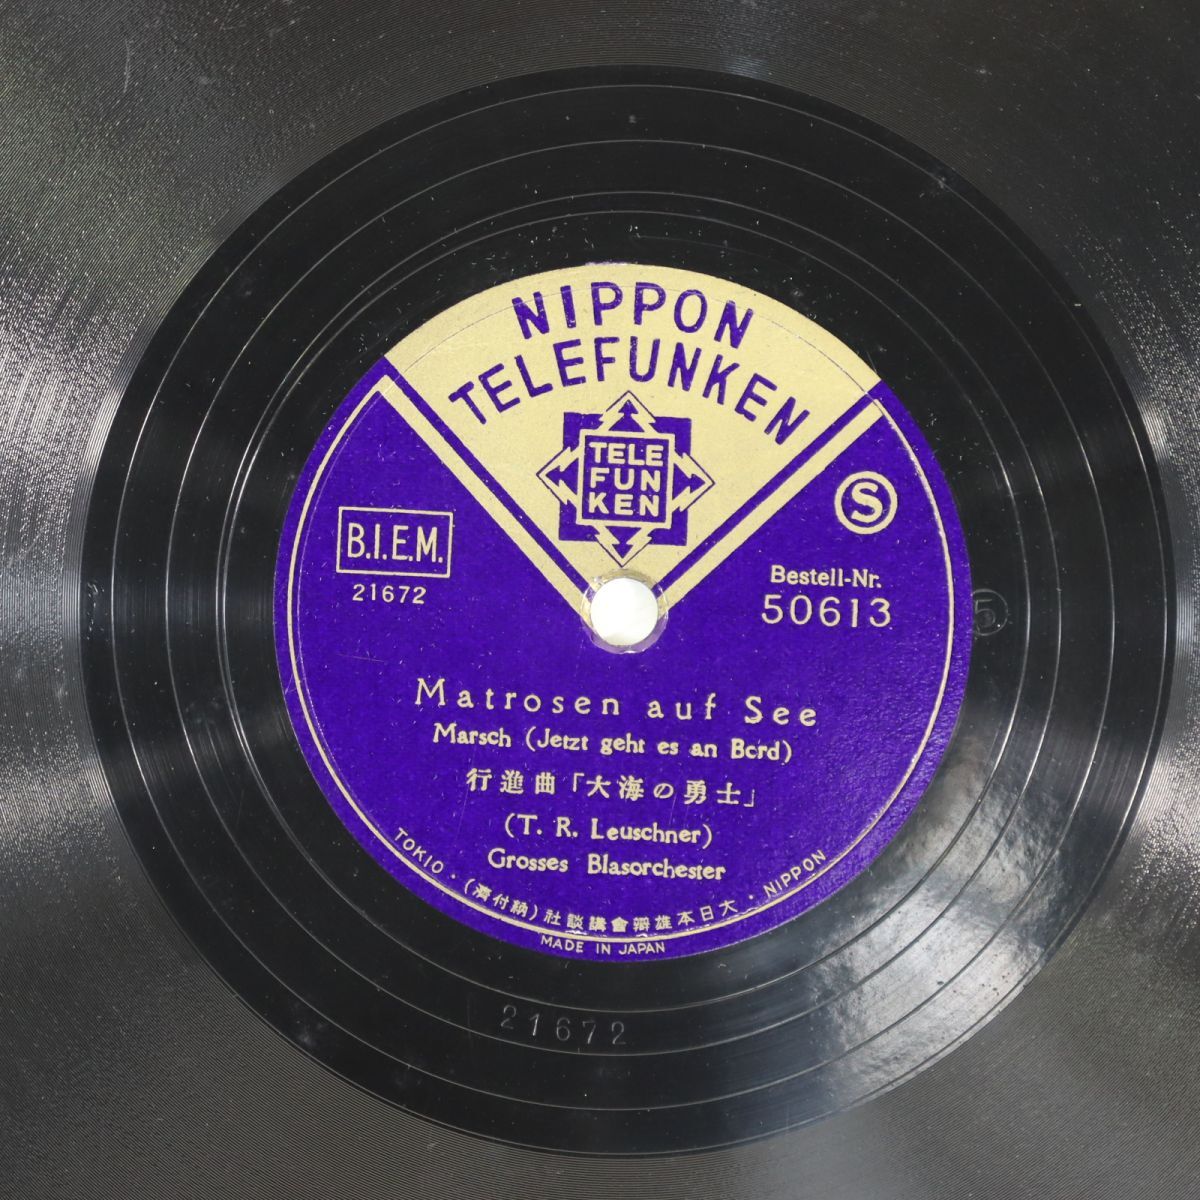 NIPPON
TELEFUNKEN
TELE
FUN
KEN
S
B.I.E.M.
21672
Bestell-Nr.
50613
5
Matrosen auf See
Marsch (Jetzt geht es an Bord)
行進曲「大海の勇士」
(T. R. Leuschner)
Grosses Blasorchester
TOKIO · (納付濟) 社談講會辯雄本日大 · NIPPON
MADE IN JAPAN
21672